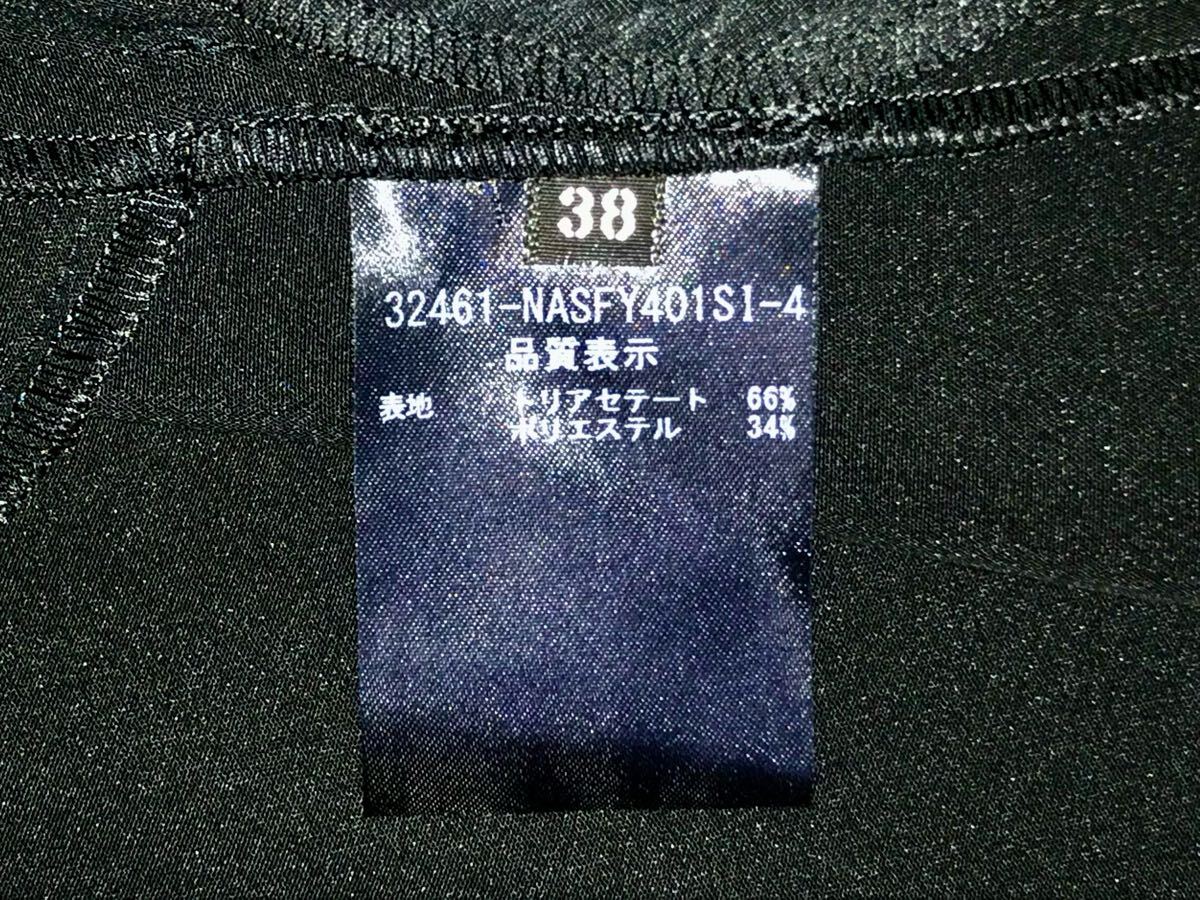 38
32461-NASFY401SI-4
品質表示
表地 トリアセテート 66%
ポリエステル 34%